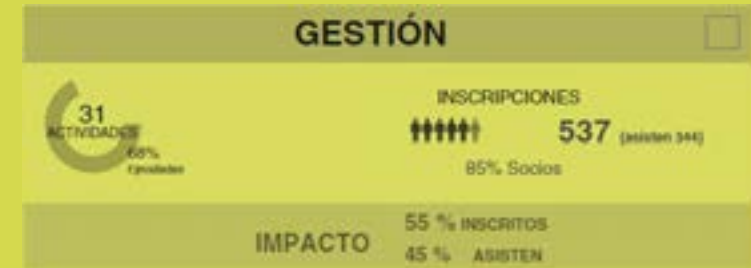 GESTIÓN
31
ACTIVIDADES
68%
INSCRIPCIONES
537 (asisten 344)
85% Socios
IMPACTO
55 % INSCRITOS
45 % ASISTEN